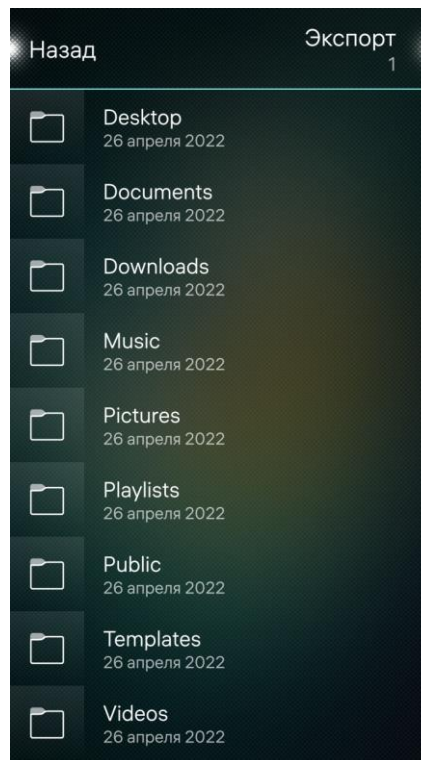 Назад
Экспорт
1
Desktop
26 апреля 2022
Documents
26 апреля 2022
Downloads
26 апреля 2022
Music
26 апреля 2022
Pictures
26 апреля 2022
Playlists
26 апреля 2022
Public
26 апреля 2022
Templates
26 апреля 2022
Videos
26 апреля 2022